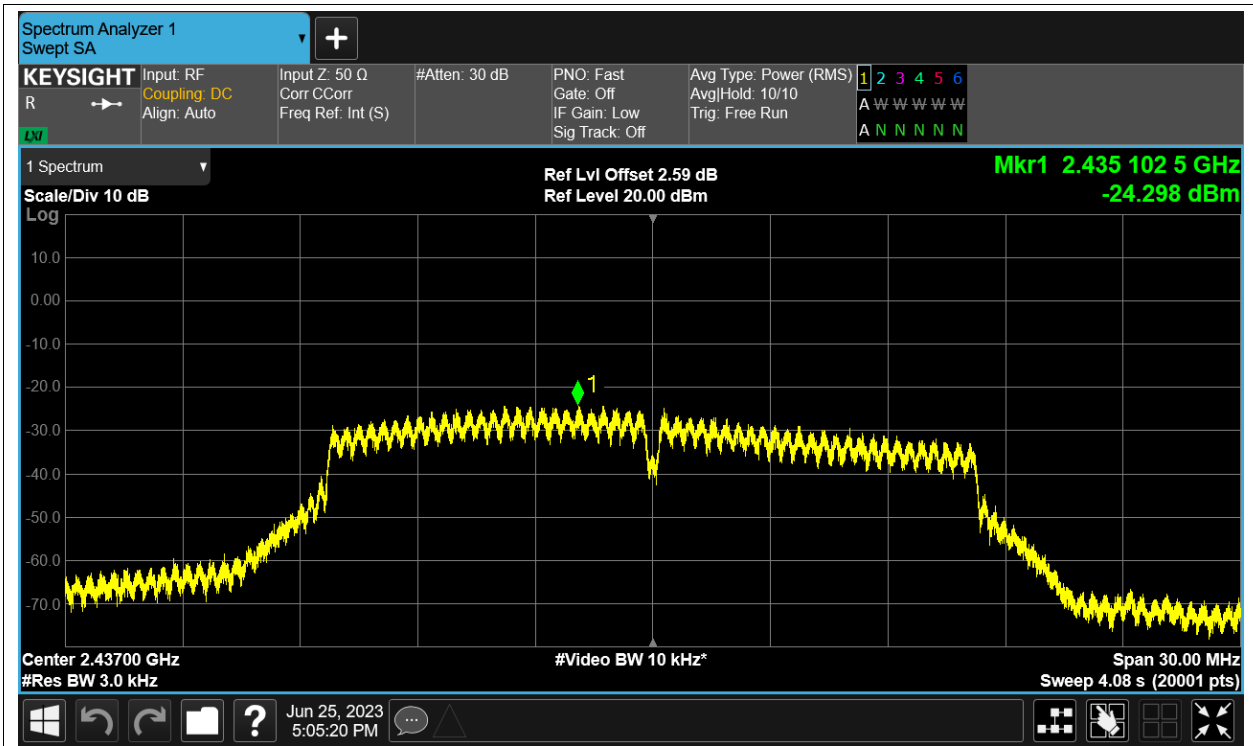 Spectrum Analyzer 1
Swept SA
KEYSIGHT
R
LXI
Input: RF
Coupling: DC
Align: Auto
Input Z: 50 Ω
Corr CCorr
Freq Ref: Int (S)
#Atten: 30 dB
PNO: Fast
Gate: Off
IF Gain: Low
Sig Track: Off
Avg Type: Power (RMS)
Avg|Hold: 10/10
Trig: Free Run
1 2 3 4 5 6
A W W W W W
A N N N N N
1 Spectrum
Scale/Div 10 dB
Ref Lvl Offset 2.59 dB
Ref Level 20.00 dBm
Mkr1 2.435 102 5 GHz
-24.298 dBm
Log
10.0
0.00
-10.0
-20.0
1
-30.0
-40.0
-50.0
-60.0
-70.0
Center 2.43700 GHz
#Video BW 10 kHz*
Span 30.00 MHz
#Res BW 3.0 kHz
Sweep 4.08 s (20001 pts)
?
Jun 25, 2023
5:05:20 PM